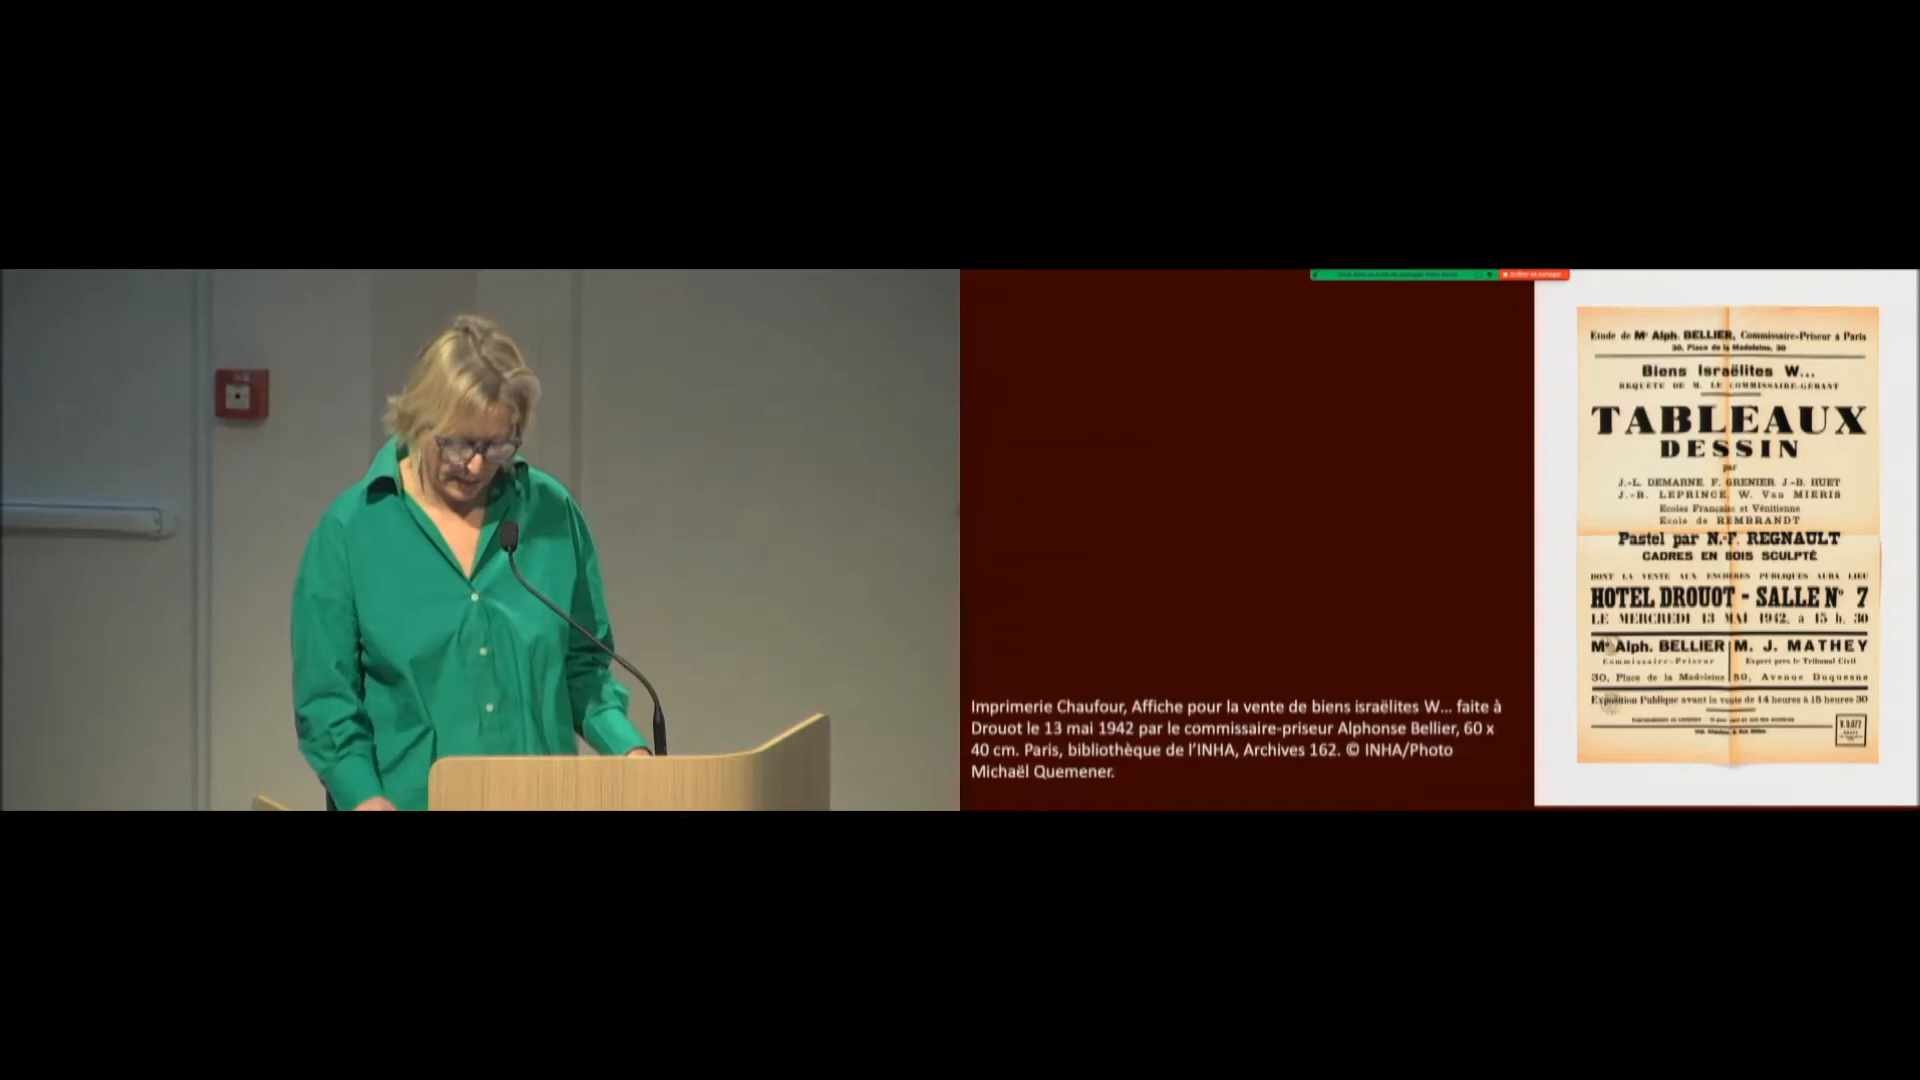 Imprimerie Chaufour, Affiche pour la vente de biens israëlites W... faite à
Drouot le 13 mai 1942 par le commissaire-priseur Alphonse Bellier, 60 x
40 cm. Paris, bibliothèque de l'INHA, Archives 162. © INHA/Photo
Michaël Quemener.
Etude de Me Alph. BELLIER, Commissaire-Priseur à Paris
30, Place de la Madeleine, 30
Biens Israëlites W...
REQUETE DE M. LE COMMISSAIRE-GÉRANT
TABLEAUX
DESSIN
par
J.-L. DEMARNE, F. GRENIER J.-B. HUET
J.-B. LEPRINCE, W. Van MIERIS
Ecoles Française et Vénitienne
Ecole de REMBRANDT
Pastel par N.-F. REGNAULT
CADRES EN BOIS SCULPTÉ
DONT LA VENTE AUX ENCHÈRES PUBLIQUES AURA LIEU
HOTEL DROUOT - SALLE N° 7
LE MERCREDI 13 MAI 1942, à 15 h. 30
Me Alph. BELLIER M. J. MATHEY
Commissaire-Priseur Expert près le Tribunal Civil
30, Place de la Madeleine 50, Avenue Duquesne
Exposition Publique avant la vente de 14 heures à 15 heures 30